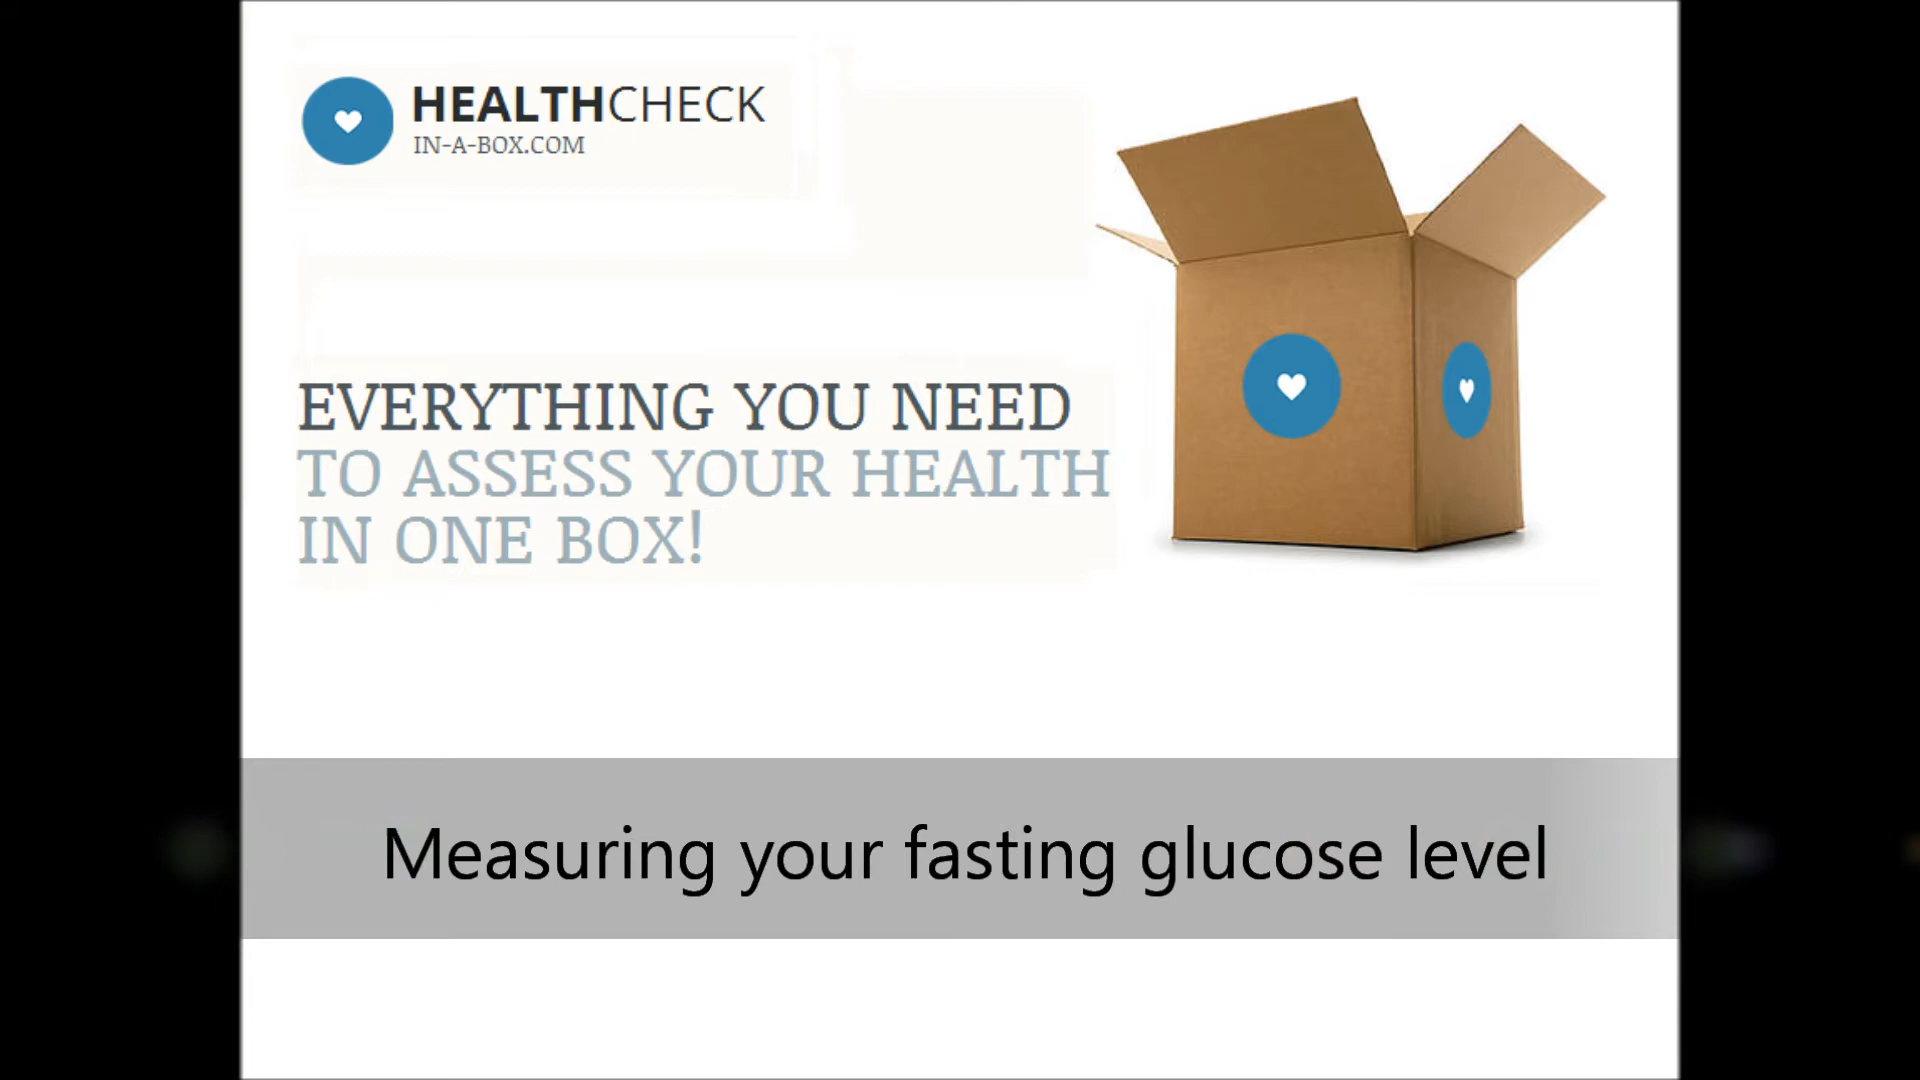 HEALTHCHECK
IN-A-BOX.COM
EVERYTHING YOU NEED
TO ASSESS YOUR HEALTH
IN ONE BOX!
Measuring your fasting glucose level